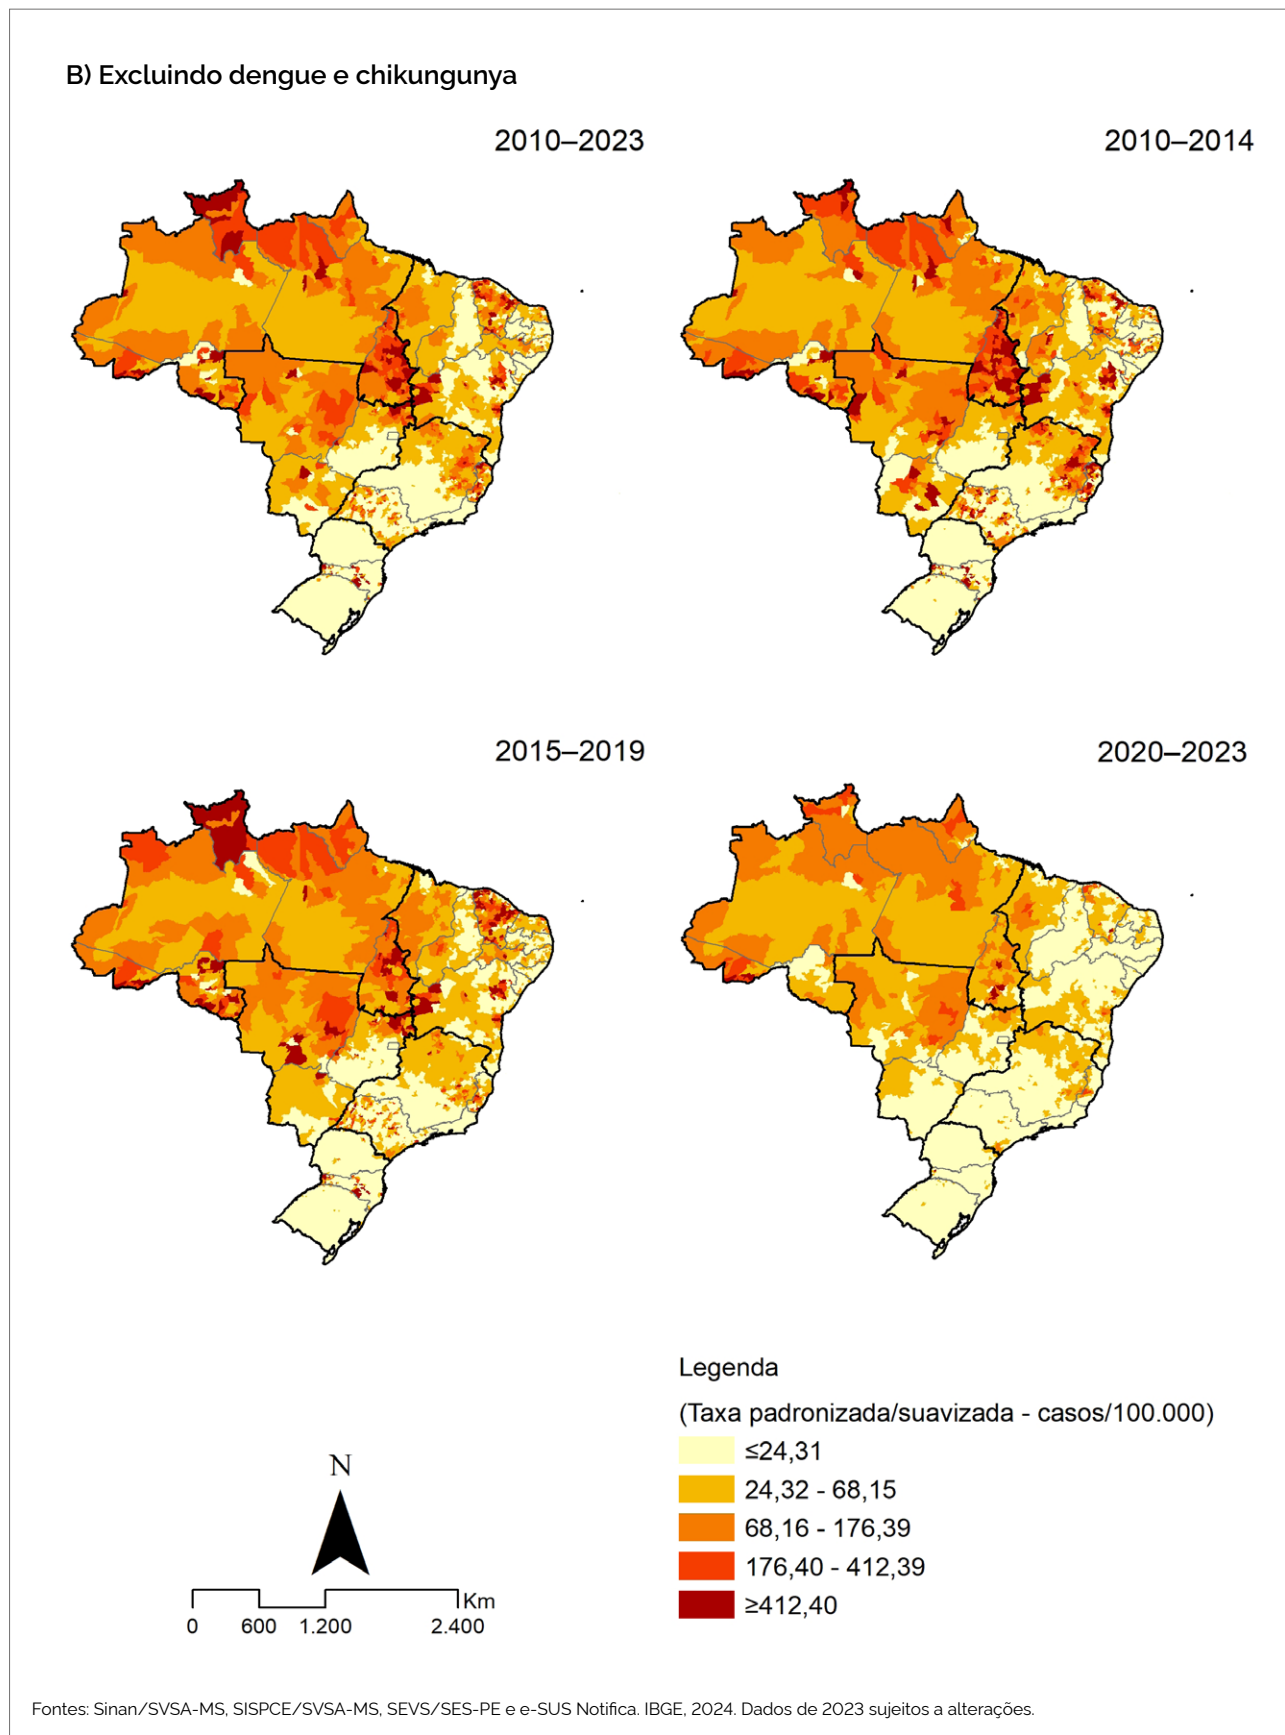 B) Excluindo dengue e chikungunya
2010–2023
2010–2014
2015–2019
2020–2023
Legenda
(Taxa padronizada/suavizada - casos/100.000)
≤24,31
24,32 - 68,15
68,16 - 176,39
176,40 - 412,39
≥412,40
N
Km
0 600 1.200 2.400
Fontes: Sinan/SVSA-MS, SISPCE/SVSA-MS, SEVS/SES-PE e e-SUS Notifica. IBGE, 2024. Dados de 2023 sujeitos a alterações.